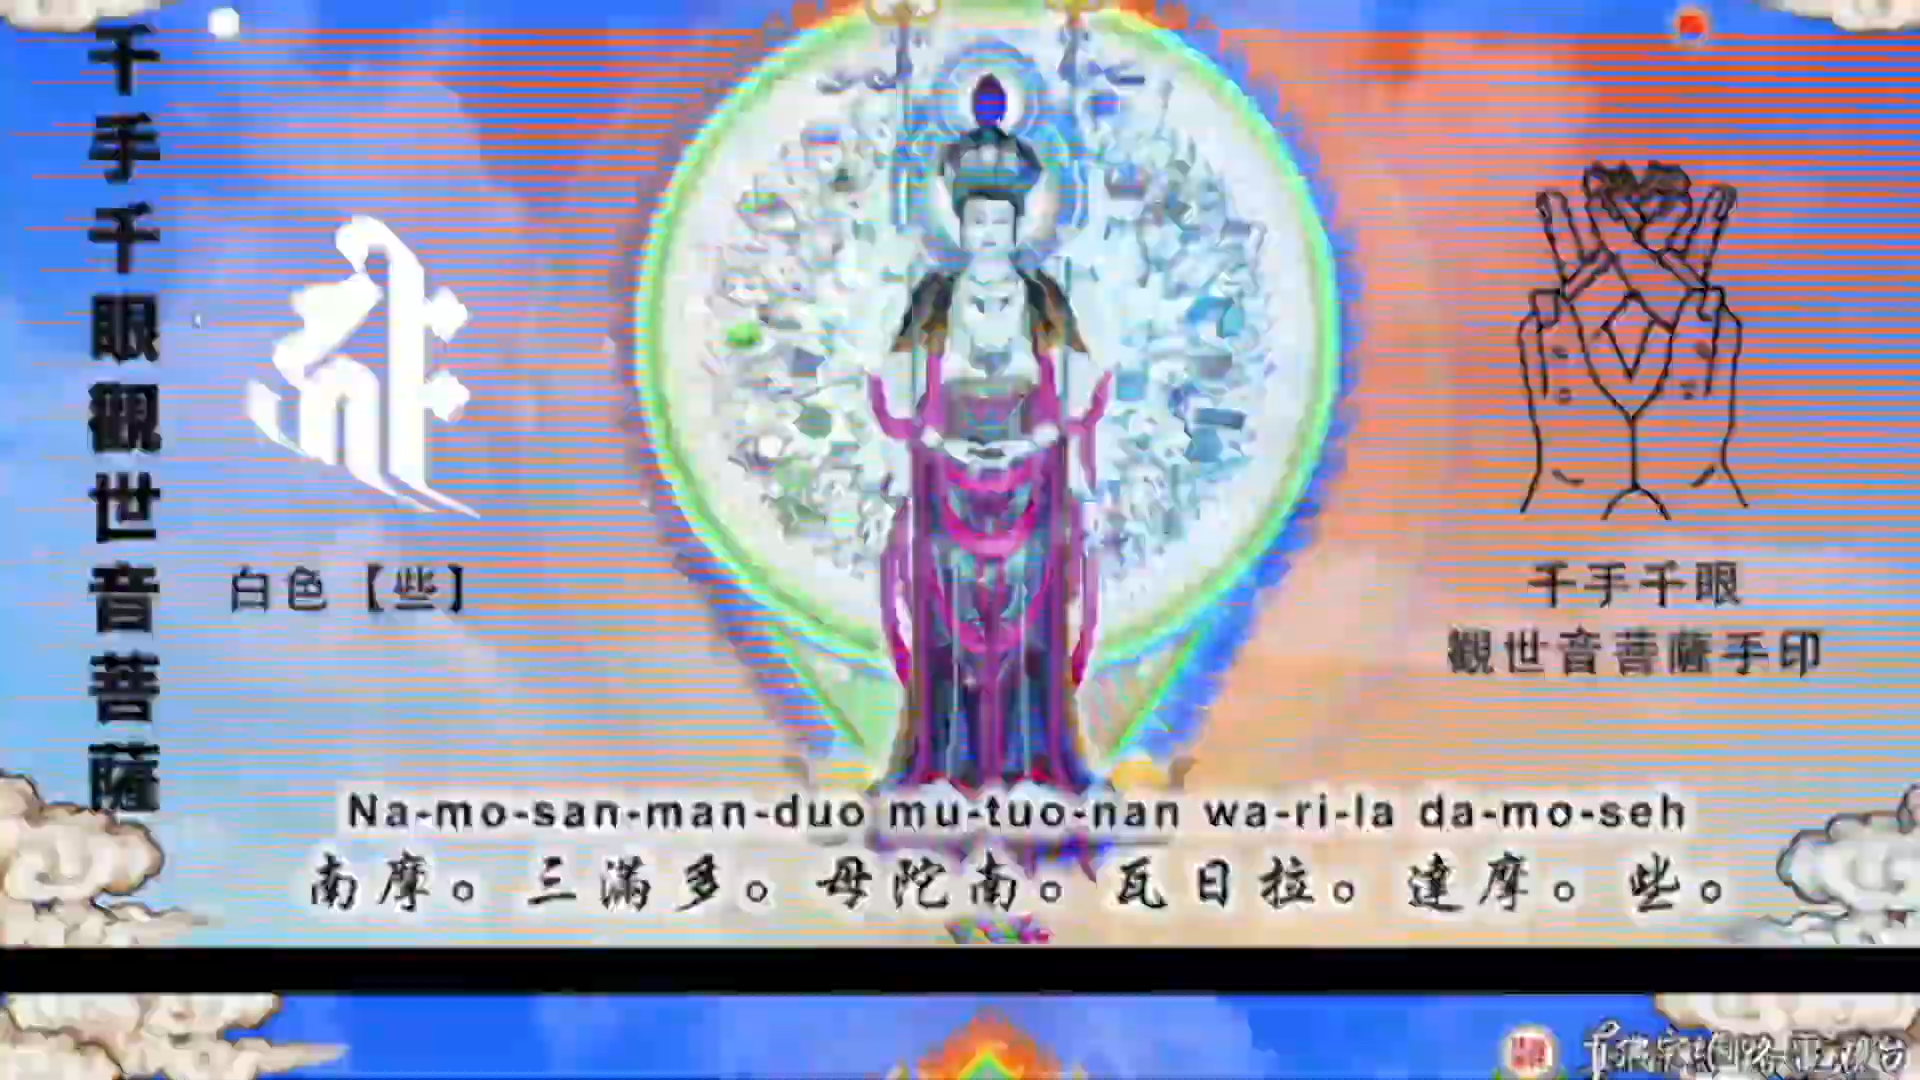 千手千眼觀世音菩薩
白色【些】
千手千眼
觀世音菩薩手印
Na-mo-san-man-duo mu-tuo-nan wa-ri-la da-mo-seh
南摩。三滿多。母陀南。瓦日拉。達摩。些。